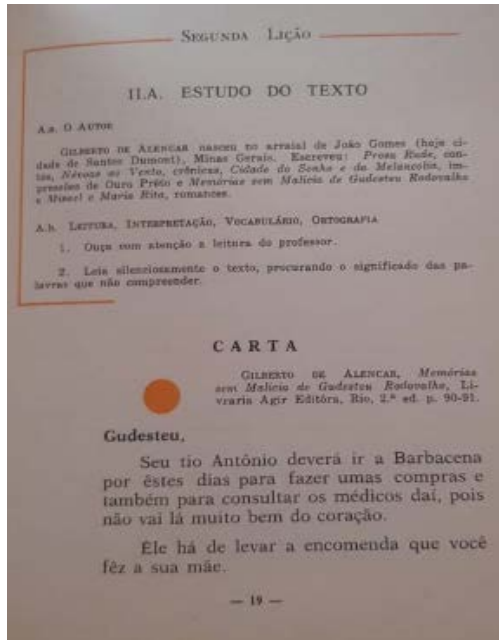 SEGUNDA LIÇÃO
II.A. ESTUDO DO TEXTO
A.a. O AUTOR
GILBERTO DE ALENCAR nasceu no arraial de João Gomes (hoje ci-
dade de Santos Dumont), Minas Gerais. Escreveu: Prosa Rude, con-
tos, Névoas ao Vento, crônicas, Cidade do Sonho e da Melancolia, im-
pressões de Ouro Prêto e Memórias sem Malícia de Gudesteu Rodovalho
e Misael e Maria Rita, romances.
A.b. LEITURA, INTERPRETAÇÃO, VOCABULÁRIO, ORTOGRAFIA
1. Ouça com atenção a leitura do professor.
2. Leia silenciosamente o texto, procurando o significado das pa-
lavras que não compreender.
CARTA
GILBERTO DE ALENCAR, Memórias
sem Malícia de Gudesteu Rodovalho, Li-
vraria Agir Editôra, Rio, 2.ª ed. p. 90-91.
Gudesteu,
Seu tio Antônio deverá ir a Barbacena
por êstes dias para fazer umas compras e
também para consultar os médicos daí, pois
não vai lá muito bem do coração.
Êle há de levar a encomenda que você
fêz a sua mãe.
— 19 —